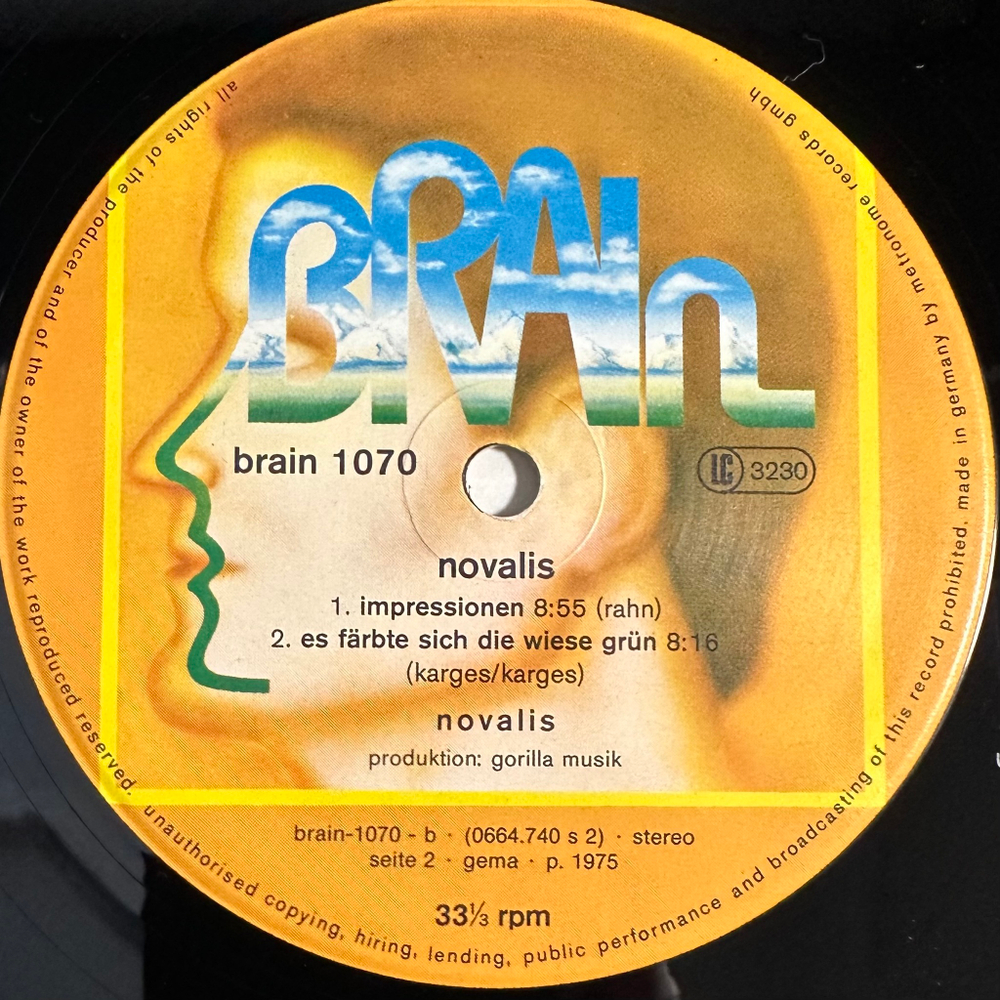 BRAIN
brain 1070
LC 3230
novalis
1. impressionen 8:55 (rahn)
2. es färbte sich die wiese grün 8:16
(karges/karges)
novalis
produktion: gorilla musik
brain-1070 - b · (0664.740 s 2) · stereo
seite 2 · gema · p. 1975
33⅓ rpm
all rights of the producer and of the owner of the work reproduced reserved. unauthorised copying, hiring, lending, public performance and broadcasting of this record prohibited. made in germany by metronome records gmbh